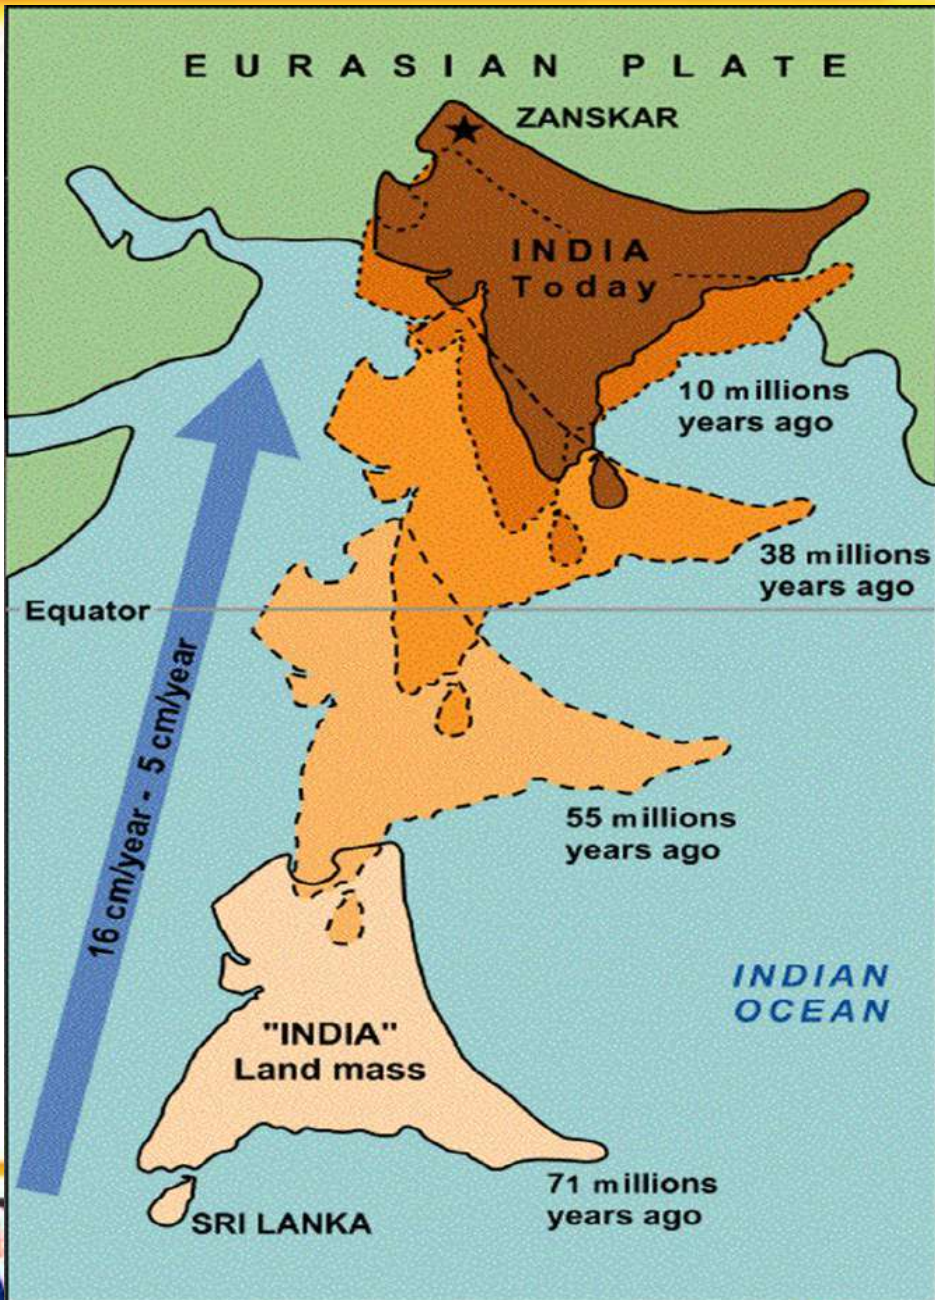 EURASIAN PLATE
ZANSKAR
INDIA
Today
10 millions
years ago
38 millions
years ago
Equator
16 cm/year - 5 cm/year
55 millions
years ago
INDIAN
OCEAN
"INDIA"
Land mass
71 millions
years ago
SRI LANKA